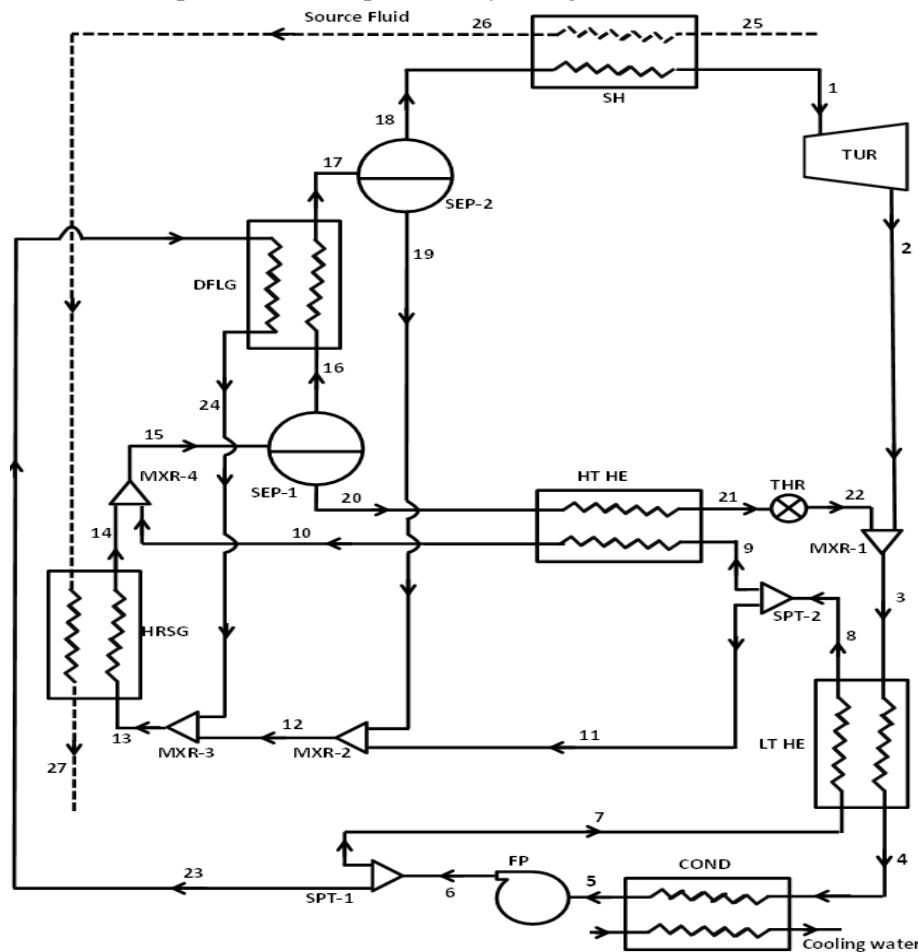 Source Fluid
26
25
SH
1
18
TUR
17
SEP-2
2
19
DFLG
16
24
15
MXR-4
SEP-1
HT HE
THR
20
21
22
14
10
9
MXR-1
HRSG
SPT-2
3
8
12
11
13
MXR-3
MXR-2
LT HE
27
7
4
FP
COND
23
6
5
SPT-1
Cooling water